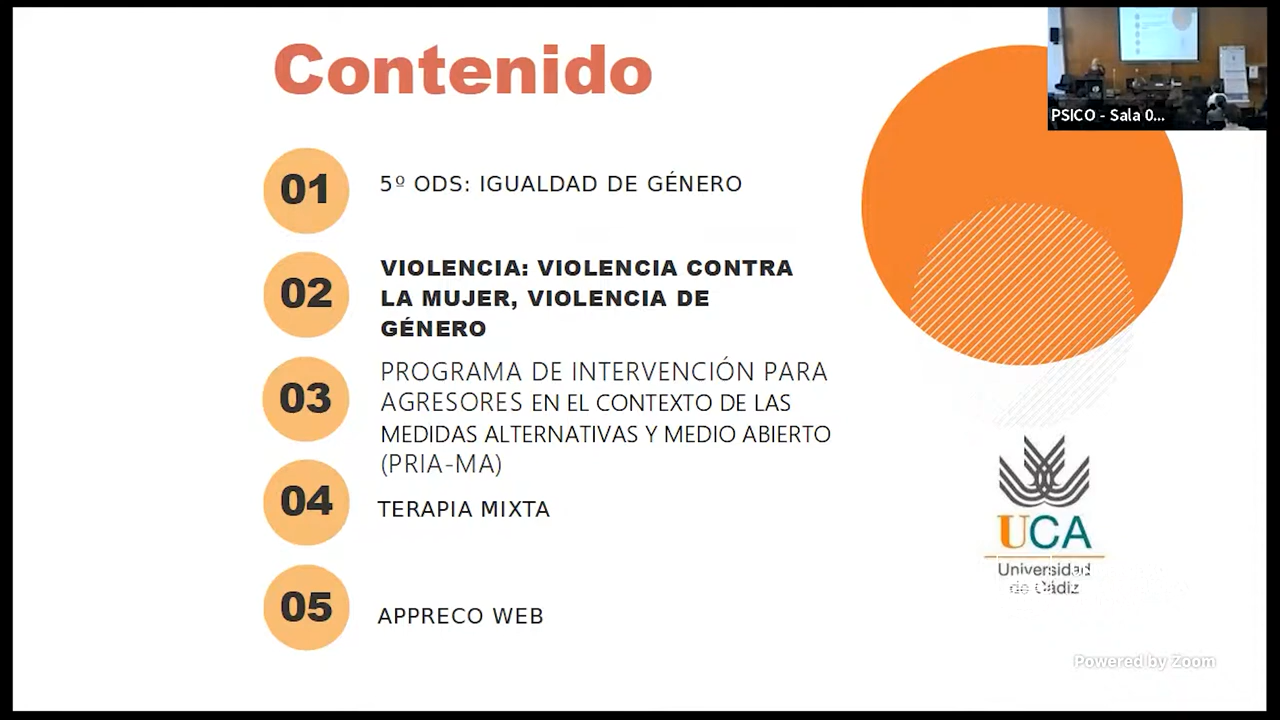 Contenido
PSICO - Sala 0...
01
5º ODS: IGUALDAD DE GÉNERO
02
VIOLENCIA: VIOLENCIA CONTRA
LA MUJER, VIOLENCIA DE
GÉNERO
03
PROGRAMA DE INTERVENCIÓN PARA
AGRESORES EN EL CONTEXTO DE LAS
MEDIDAS ALTERNATIVAS Y MEDIO ABIERTO
(PRIA-MA)
04
TERAPIA MIXTA
05
APPRECO WEB
UCA
Universidad
de Cádiz
Powered by Zoom